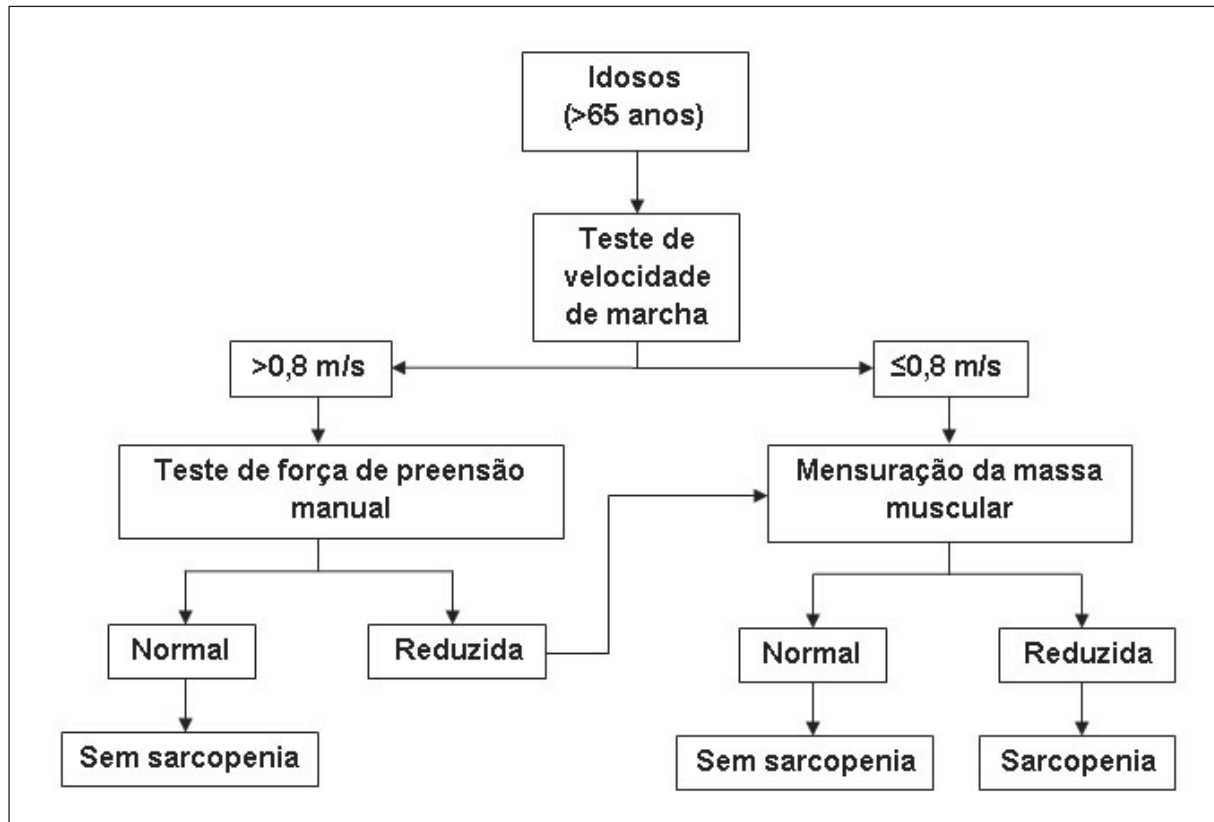 Idosos
(>65 anos)
Teste de
velocidade
de marcha
>0,8 m/s
≤0,8 m/s
Teste de força de preensão
manual
Mensuração da massa
muscular
Normal
Reduzida
Normal
Reduzida
Sem sarcopenia
Sem sarcopenia
Sarcopenia